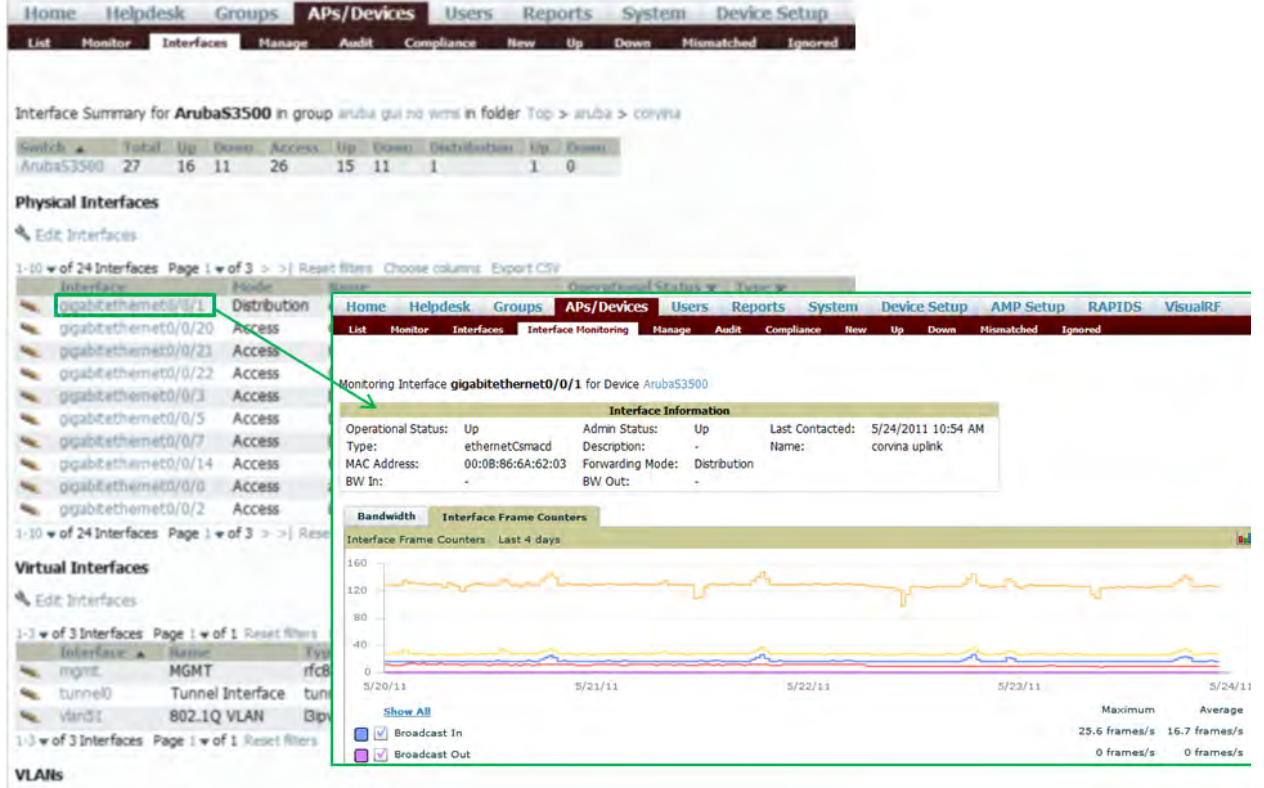 Home Helpdesk Groups APs/Devices Users Reports System Device Setup
List Monitor Interfaces Manage Audit Compliance New Up Down Mismatched Ignored
Interface Summary for ArubaS3500 in group aruba gui no wms in folder Top > aruba > corvina
Switch Total Up Down Access Up Down Distribution Up Down
ArubaS3500 27 16 11 26 15 11 1 1 0
Physical Interfaces
Edit Interfaces
1-10 of 24 Interfaces Page 1 of 3 > >| Reset filters Choose columns Export CSV
Interface Mode Name Operational Status Type
gigabitethernet0/0/1 Distribution
gigabitethernet0/0/20 Access
gigabitethernet0/0/21 Access
gigabitethernet0/0/22 Access
gigabitethernet0/0/3 Access
gigabitethernet0/0/5 Access
gigabitethernet0/0/7 Access
gigabitethernet0/0/14 Access
gigabitethernet0/0/0 Access
gigabitethernet0/0/2 Access
1-10 of 24 Interfaces Page 1 of 3 > >| Rese
Virtual Interfaces
Edit Interfaces
1-3 of 3 Interfaces Page 1 of 1 Reset filters
Interface Name Typ
mgmt MGMT rfc8
tunnel0 Tunnel Interface tunn
vlan51 802.1Q VLAN l3ipv
1-3 of 3 Interfaces Page 1 of 1 Reset filters
VLANs
Home Helpdesk Groups APs/Devices Users Reports System Device Setup AMP Setup RAPIDS VisualRF
List Monitor Interfaces Interface Monitoring Manage Audit Compliance New Up Down Mismatched Ignored
Monitoring Interface gigabitethernet0/0/1 for Device ArubaS3500
Interface Information
Operational Status: Up Admin Status: Up Last Contacted: 5/24/2011 10:54 AM
Type: ethernetCsmacd Description: - Name: corvina uplink
MAC Address: 00:0B:86:6A:62:03 Forwarding Mode: Distribution
BW In: - BW Out: -
Bandwidth Interface Frame Counters
Interface Frame Counters Last 4 days
160
120
80
40
0
5/20/11 5/21/11 5/22/11 5/23/11 5/24/11
Show All Maximum Average
Broadcast In 25.6 frames/s 16.7 frames/s
Broadcast Out 0 frames/s 0 frames/s